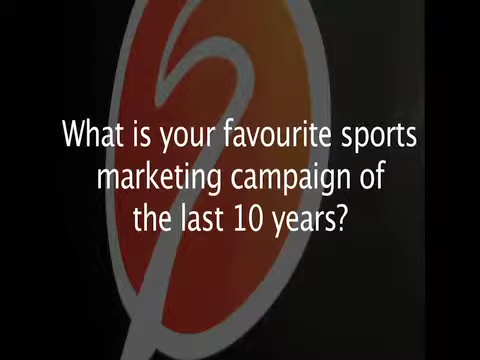 What is your favourite sports
marketing campaign of
the last 10 years?